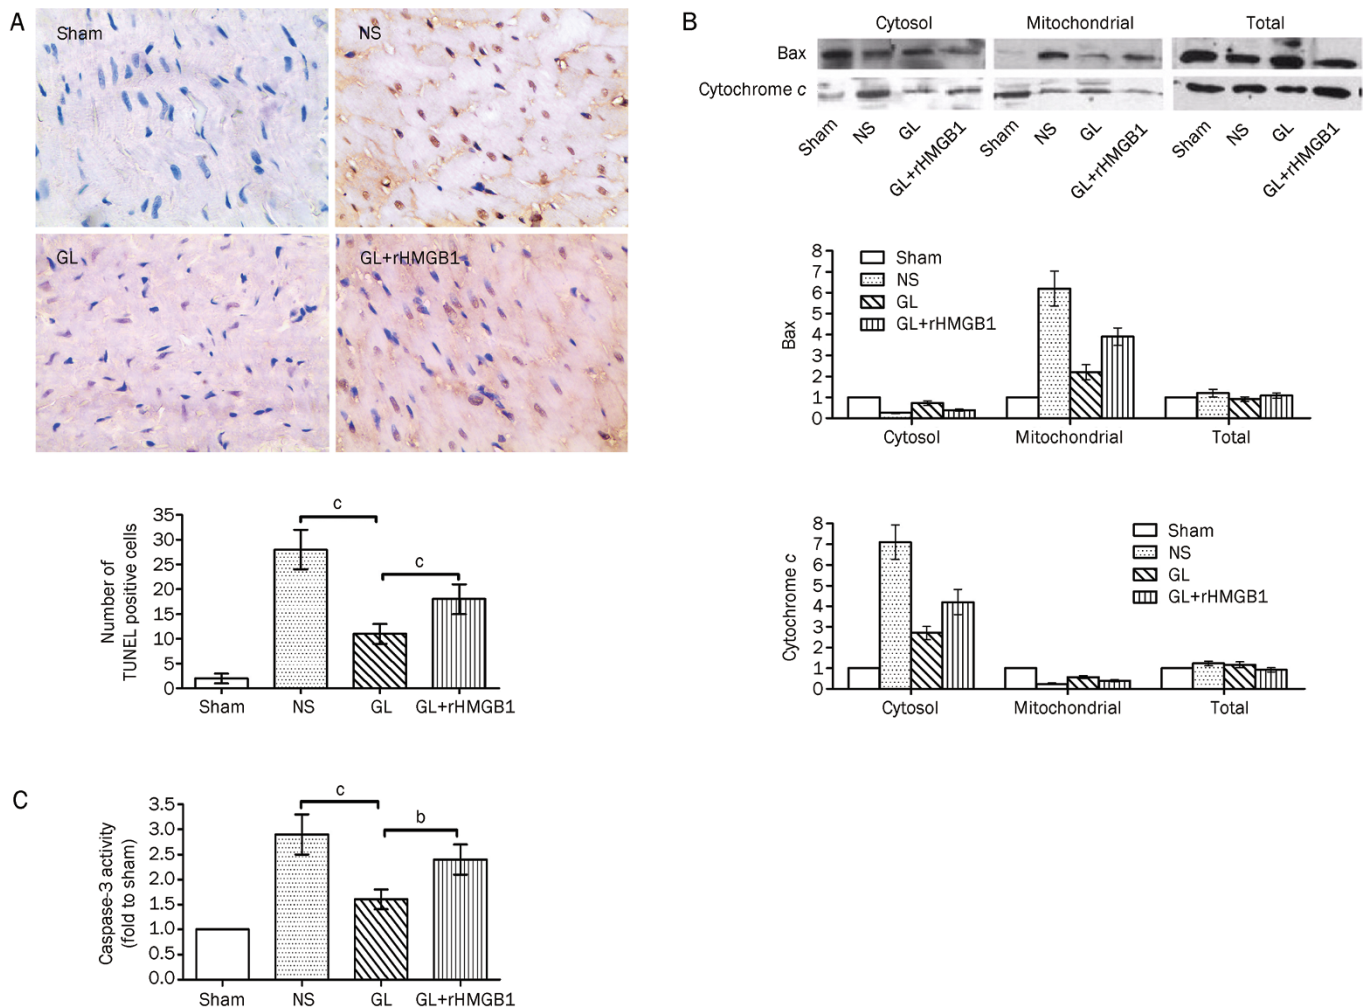 A
Sham
NS
GL
GL+rHMGB1
Number of
TUNEL positive cells
35
30
25
20
15
10
5
0
c
c
Sham NS GL GL+rHMGB1
B
Cytosol Mitochondrial Total
Bax
Cytochrome c
Sham NS GL GL+rHMGB1 Sham NS GL GL+rHMGB1 Sham NS GL GL+rHMGB1
Bax
8
7
6
5
4
3
2
1
0
Sham
NS
GL
GL+rHMGB1
Cytosol Mitochondrial Total
Cytochrome c
8
7
6
5
4
3
2
1
0
Sham
NS
GL
GL+rHMGB1
Cytosol Mitochondrial Total
C
Caspase-3 activity
(fold to sham)
3.5
3.0
2.5
2.0
1.5
1.0
0.5
0.0
c
b
Sham NS GL GL+rHMGB1